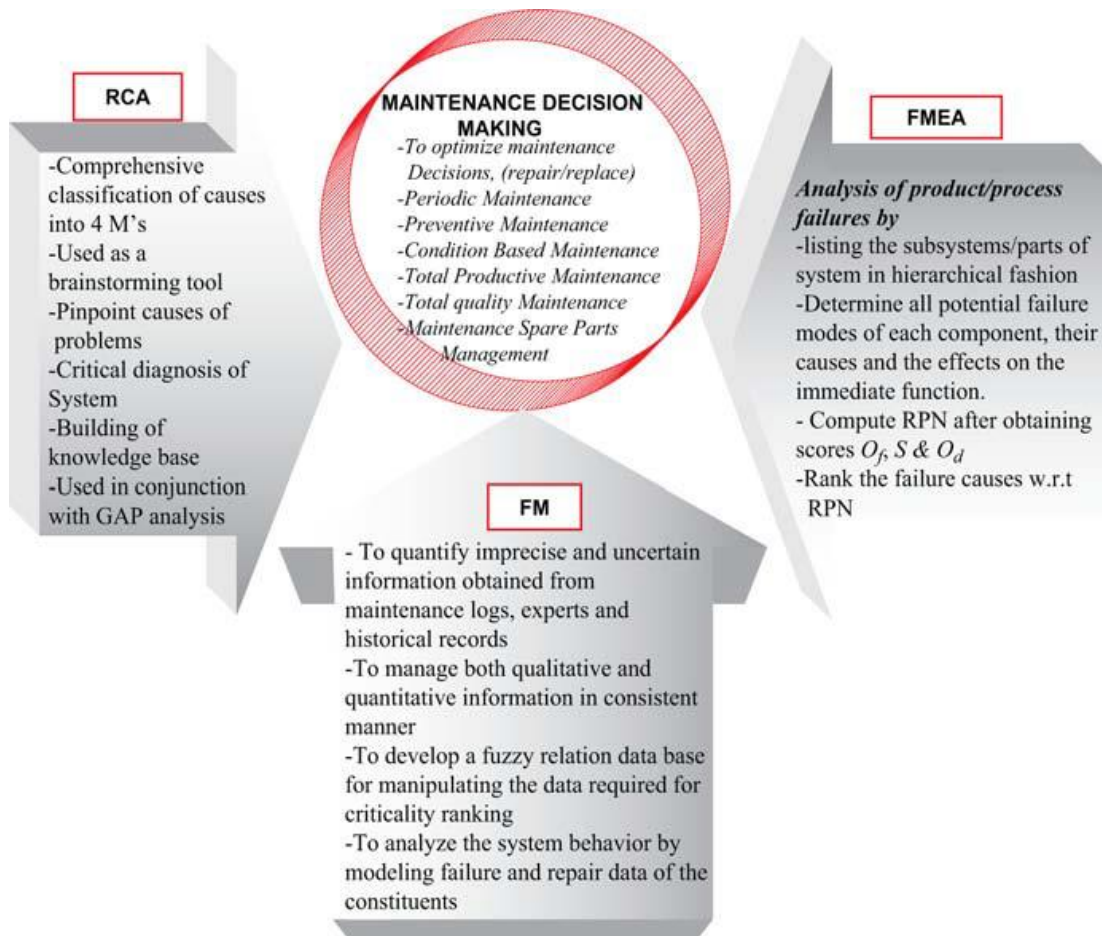 RCA
-Comprehensive
classification of causes
into 4 M's
-Used as a
brainstorming tool
-Pinpoint causes of
problems
-Critical diagnosis of
System
-Building of
knowledge base
-Used in conjunction
with GAP analysis
MAINTENANCE DECISION
MAKING
-To optimize maintenance
Decisions, (repair/replace)
-Periodic Maintenance
-Preventive Maintenance
-Condition Based Maintenance
-Total Productive Maintenance
-Total quality Maintenance
-Maintenance Spare Parts
Management
FMEA
Analysis of product/process
failures by
-listing the subsystems/parts of
system in hierarchical fashion
-Determine all potential failure
modes of each component, their
causes and the effects on the
immediate function.
- Compute RPN after obtaining
scores Of, S & Od
-Rank the failure causes w.r.t
RPN
FM
- To quantify imprecise and uncertain
information obtained from
maintenance logs, experts and
historical records
-To manage both qualitative and
quantitative information in consistent
manner
-To develop a fuzzy relation data base
for manipulating the data required for
criticality ranking
-To analyze the system behavior by
modeling failure and repair data of the
constituents